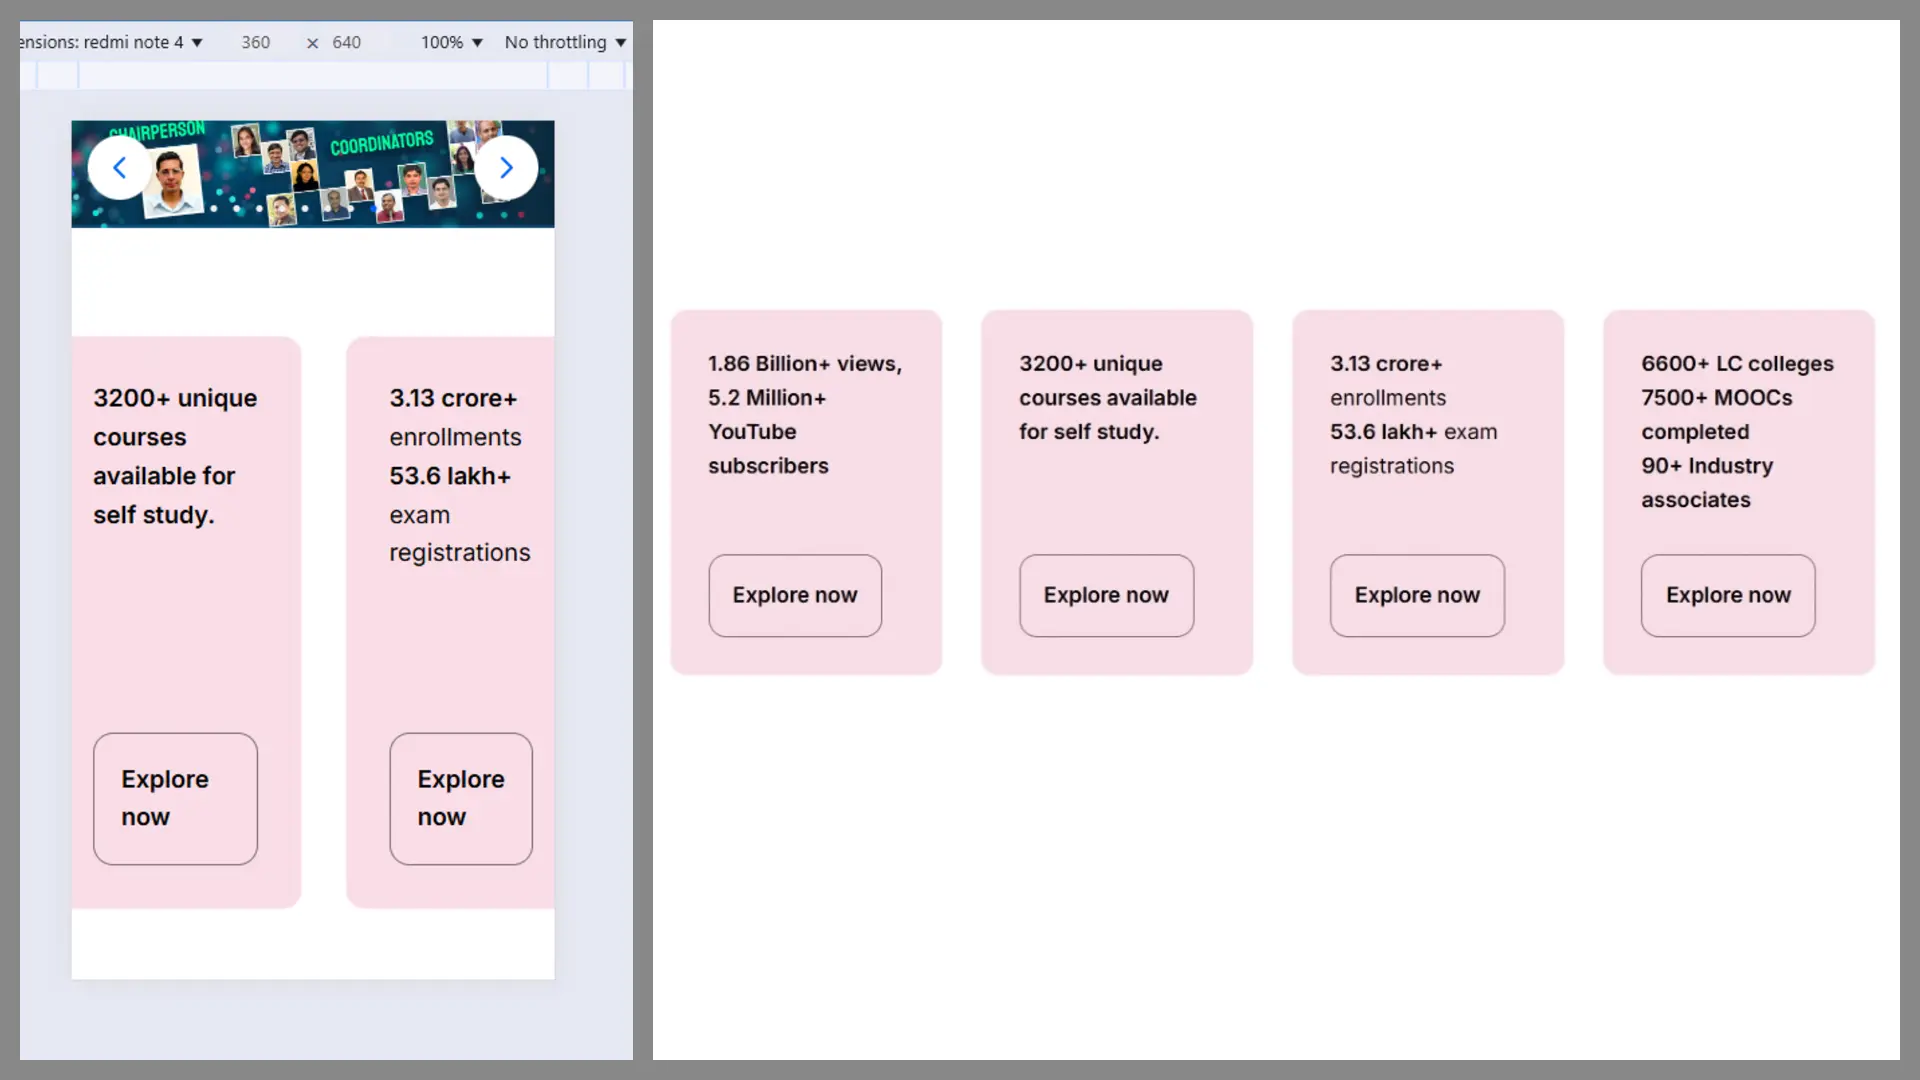 ensions: redmi note 4 ▼ 360 × 640 100% ▼ No throttling ▼
CHAIRPERSON
COORDINATORS
3200+ unique
courses
available for
self study.
Explore
now
3.13 crore+
enrollments
53.6 lakh+
exam
registrations
Explore
now
1.86 Billion+ views,
5.2 Million+
YouTube
subscribers
Explore now
3200+ unique
courses available
for self study.
Explore now
3.13 crore+
enrollments
53.6 lakh+ exam
registrations
Explore now
6600+ LC colleges
7500+ MOOCs
completed
90+ Industry
associates
Explore now